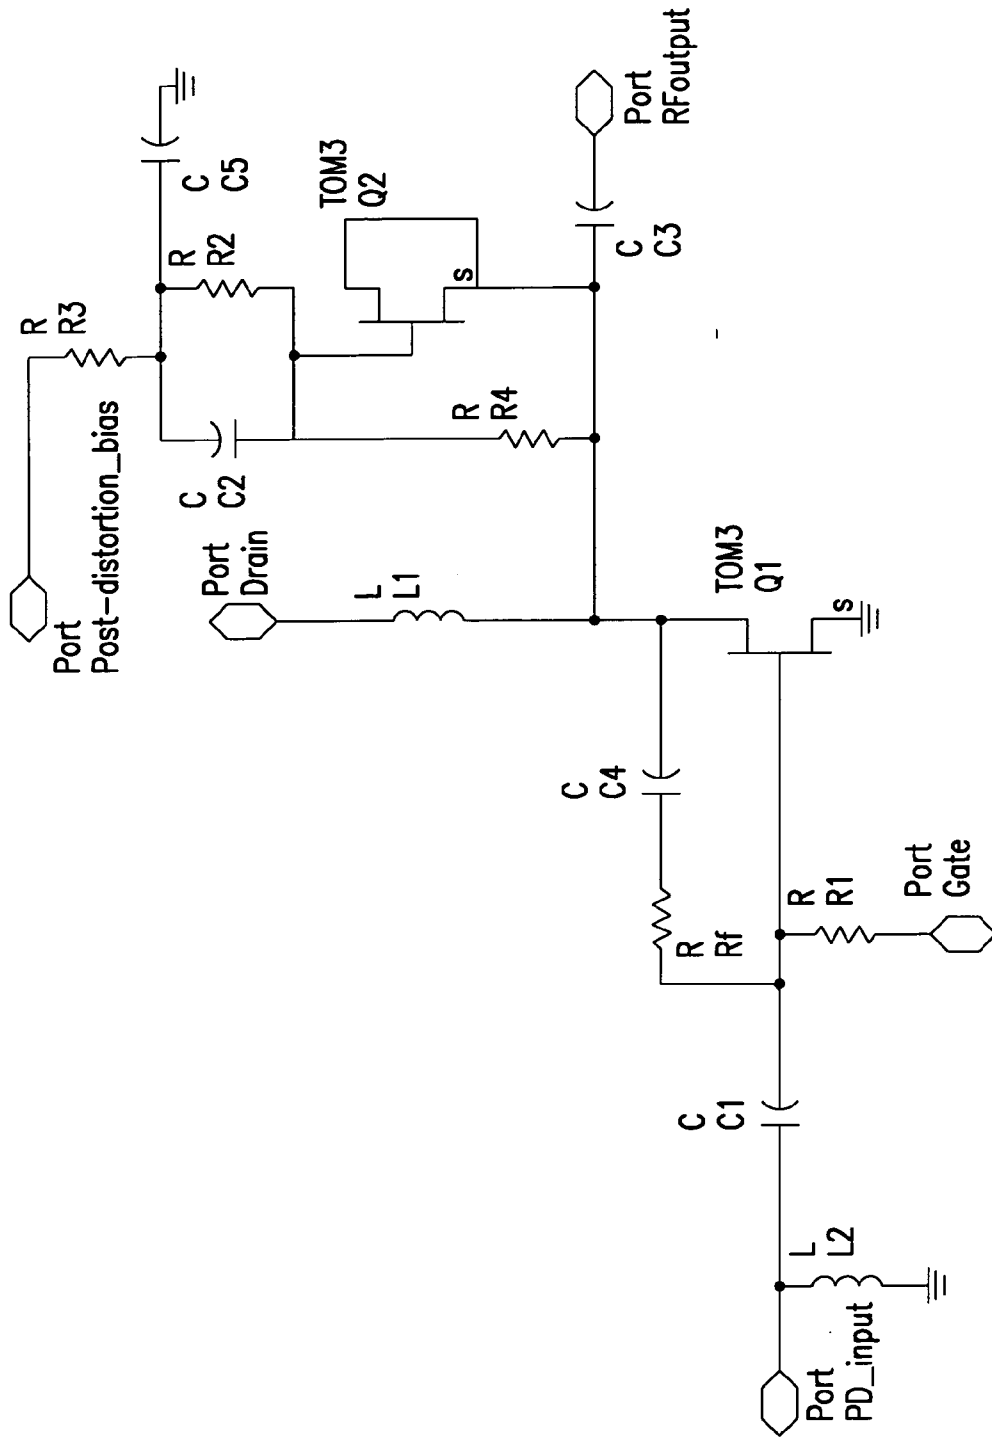 Port
Post-distortion_bias
R
R3
C
C5
R
R2
C
C2
TOM3
Q2
s
R
R4
Port
RFoutput
C
C3
Port
Drain
L
L1
TOM3
Q1
s
C
C4
R
Rf
R
R1
Port
Gate
C
C1
L
L2
Port
PD_input